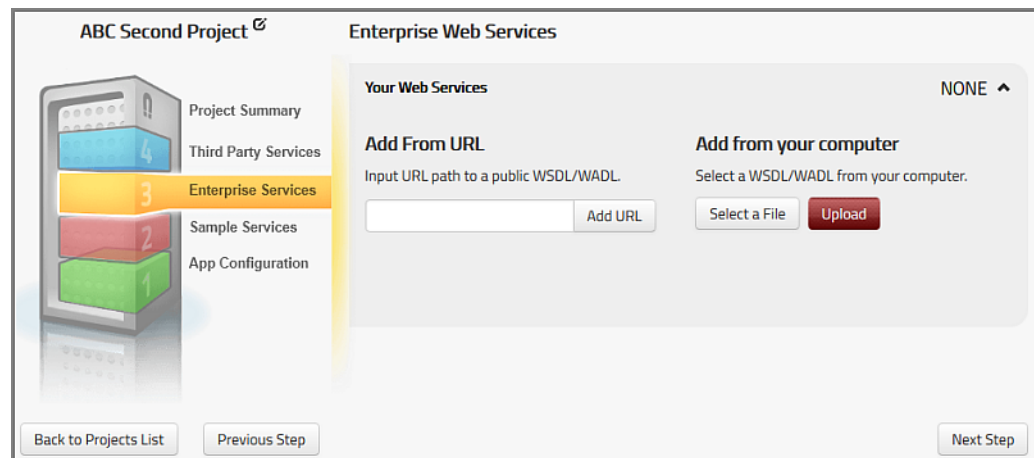 ABC Second Project
Enterprise Web Services
Your Web Services
NONE
Project Summary
4
Third Party Services
3
Enterprise Services
2
Sample Services
1
App Configuration
Add From URL
Input URL path to a public WSDL/WADL.
Add URL
Add from your computer
Select a WSDL/WADL from your computer.
Select a File
Upload
Back to Projects List
Previous Step
Next Step